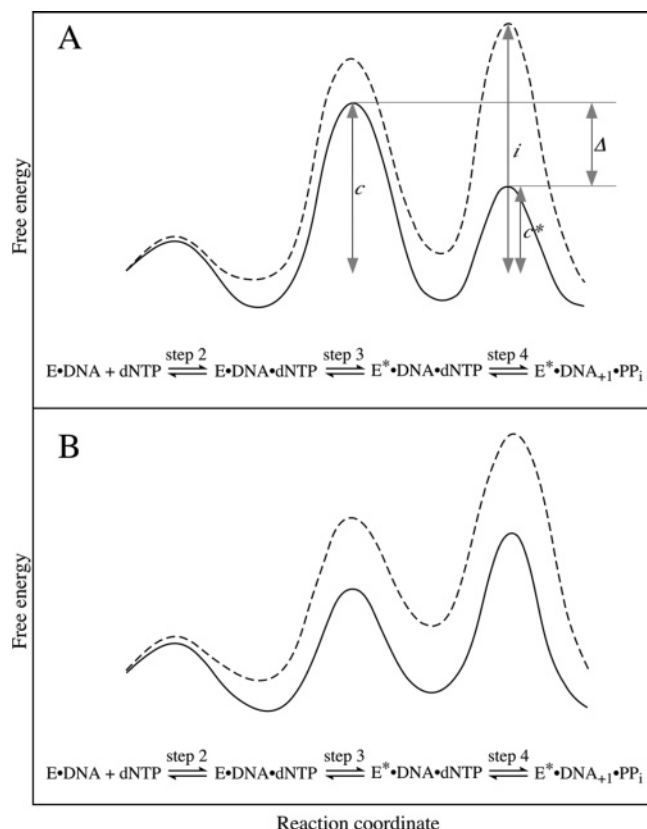 A
Free energy
c
i
c*
Δ
step 2 step 3 step 4
E•DNA + dNTP ⇌ E•DNA•dNTP ⇌ E*•DNA•dNTP ⇌ E*•DNA+1•PPi
B
Free energy
step 2 step 3 step 4
E•DNA + dNTP ⇌ E•DNA•dNTP ⇌ E*•DNA•dNTP ⇌ E*•DNA+1•PPi
Reaction coordinate